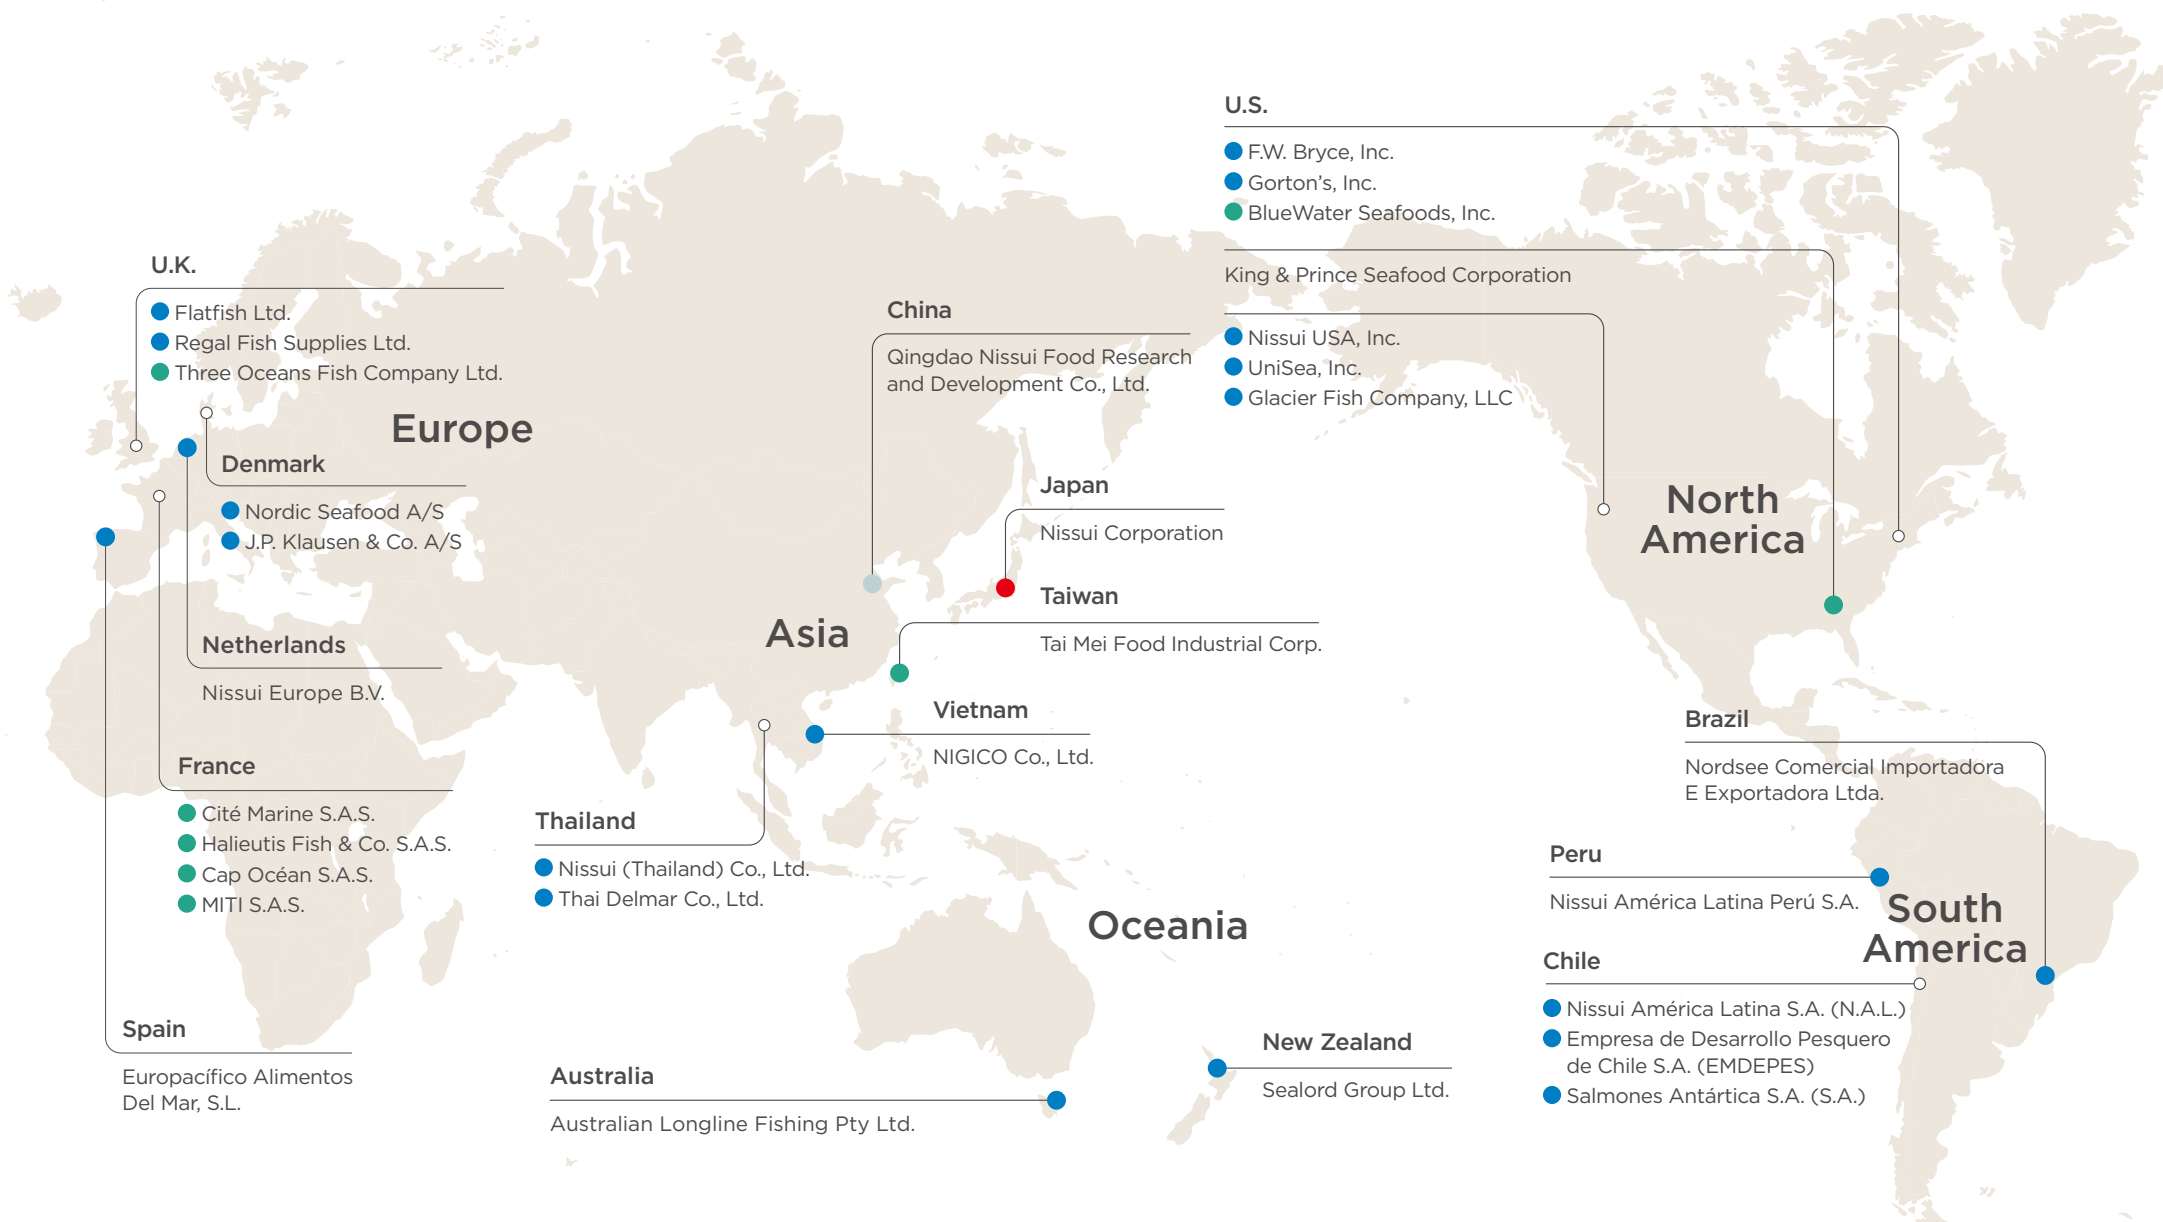 U.K.
Flatfish Ltd.
Regal Fish Supplies Ltd.
Three Oceans Fish Company Ltd.
Europe
Denmark
Nordic Seafood A/S
J.P. Klausen & Co. A/S
Netherlands
Nissui Europe B.V.
France
Cité Marine S.A.S.
Halieutis Fish & Co. S.A.S.
Cap Océan S.A.S.
MITI S.A.S.
Spain
Europacífico Alimentos
Del Mar, S.L.
China
Qingdao Nissui Food Research
and Development Co., Ltd.
Japan
Nissui Corporation
Asia
Taiwan
Tai Mei Food Industrial Corp.
Vietnam
NIGICO Co., Ltd.
Thailand
Nissui (Thailand) Co., Ltd.
Thai Delmar Co., Ltd.
Oceania
Australia
Australian Longline Fishing Pty Ltd.
New Zealand
Sealord Group Ltd.
U.S.
F.W. Bryce, Inc.
Gorton’s, Inc.
BlueWater Seafoods, Inc.
King & Prince Seafood Corporation
Nissui USA, Inc.
UniSea, Inc.
Glacier Fish Company, LLC
North
America
Brazil
Nordsee Comercial Importadora
E Exportadora Ltda.
Peru
Nissui América Latina Perú S.A.
South
America
Chile
Nissui América Latina S.A. (N.A.L.)
Empresa de Desarrollo Pesquero
de Chile S.A. (EMDEPES)
Salmones Antártica S.A. (S.A.)